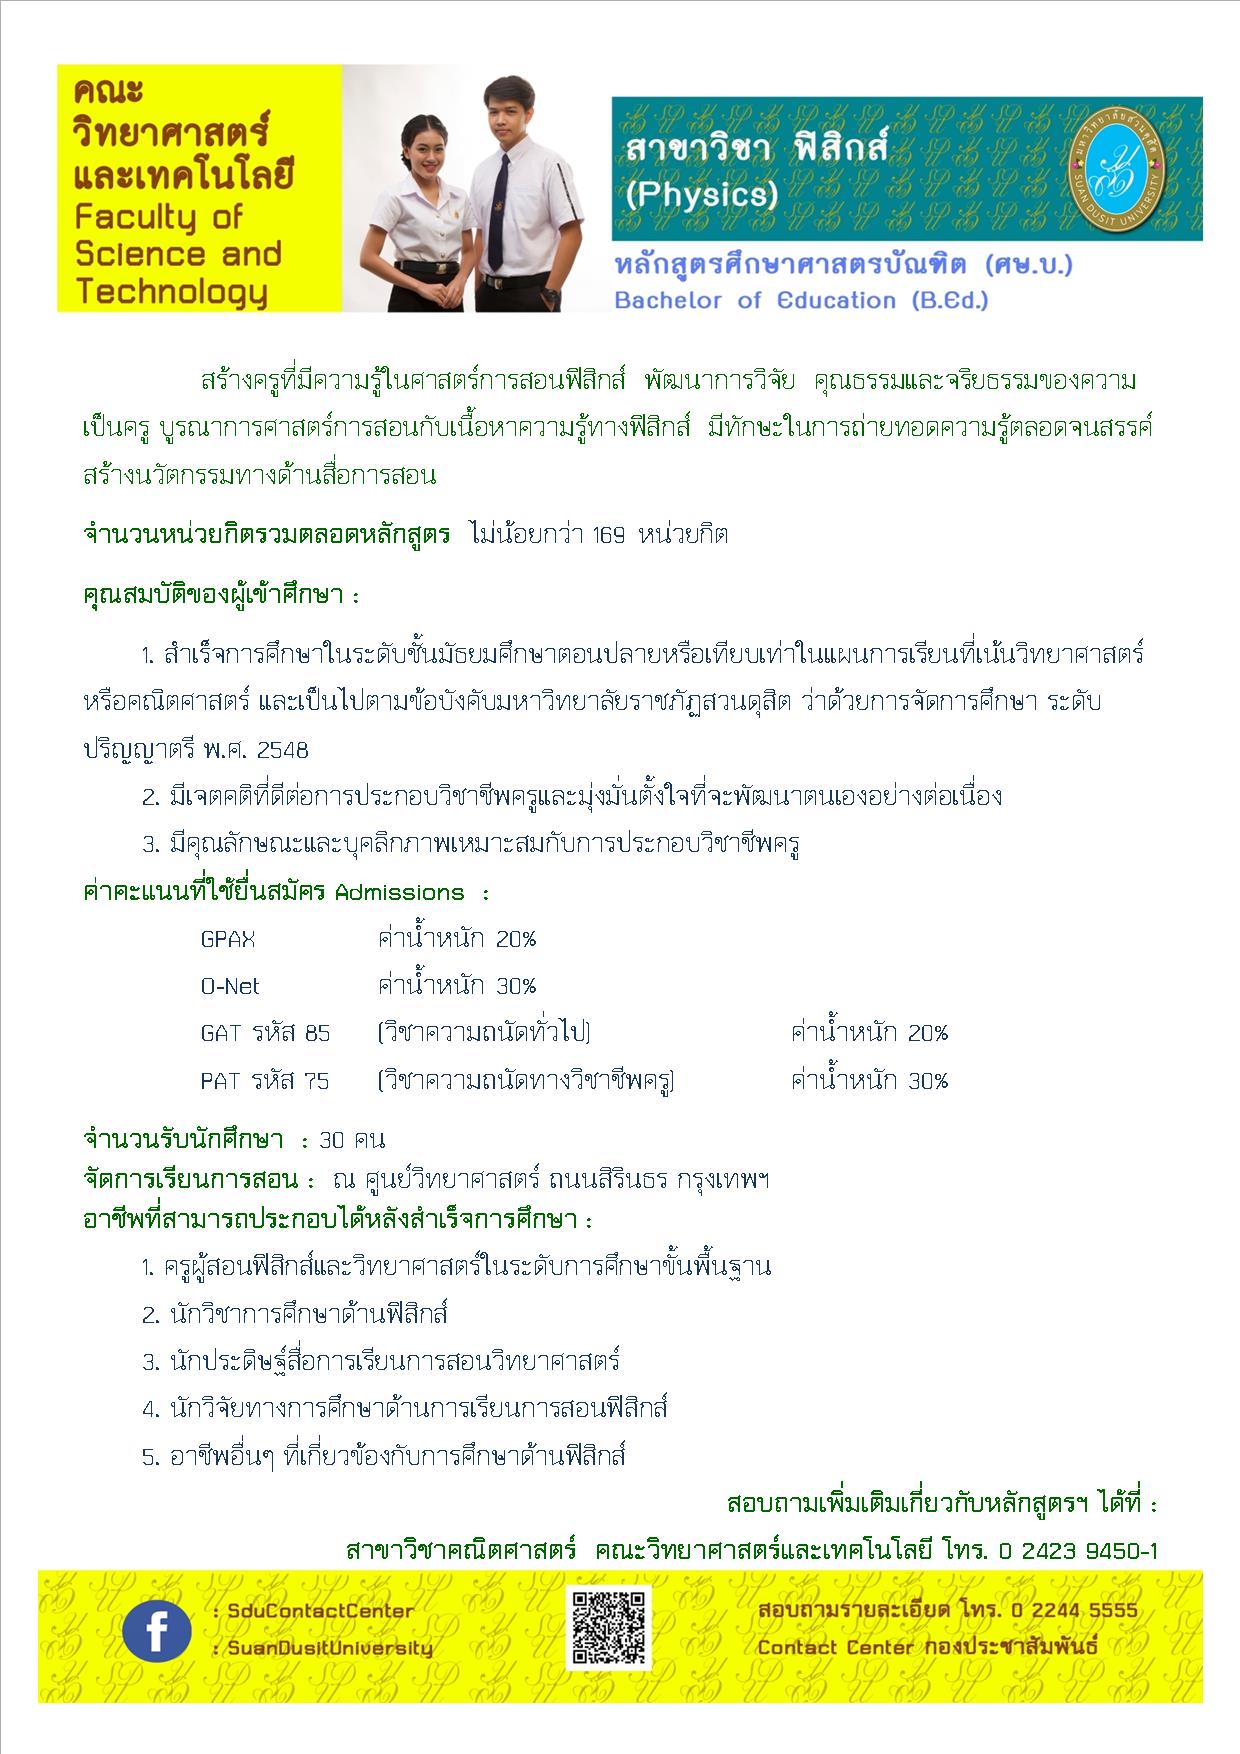 คณะ
วิทยาศาสตร์
และเทคโนโลยี
Faculty of
Science and
Technology
สาขาวิชา ฟิสิกส์
(Physics)
มหาวิทยาลัยสวนดุสิต
SUAN DUSIT UNIVERSITY
หลักสูตรศึกษาศาสตรบัณฑิต (ศษ.บ.)
Bachelor of Education (B.Ed.)
สร้างครูที่มีความรู้ในศาสตร์การสอนฟิสิกส์ พัฒนาการวิจัย คุณธรรมและจริยธรรมของความ
เป็นครู บูรณาการศาสตร์การสอนกับเนื้อหาความรู้ทางฟิสิกส์ มีทักษะในการถ่ายทอดความรู้ตลอดจนสรรค์
สร้างนวัตกรรมทางด้านสื่อการสอน
จำนวนหน่วยกิตรวมตลอดหลักสูตร ไม่น้อยกว่า 169 หน่วยกิต
คุณสมบัติของผู้เข้าศึกษา :
1. สำเร็จการศึกษาในระดับชั้นมัธยมศึกษาตอนปลายหรือเทียบเท่าในแผนการเรียนที่เน้นวิทยาศาสตร์
หรือคณิตศาสตร์ และเป็นไปตามข้อบังคับมหาวิทยาลัยราชภัฏสวนดุสิต ว่าด้วยการจัดการศึกษา ระดับ
ปริญญาตรี พ.ศ. 2548
2. มีเจตคติที่ดีต่อการประกอบวิชาชีพครูและมุ่งมั่นตั้งใจที่จะพัฒนาตนเองอย่างต่อเนื่อง
3. มีคุณลักษณะและบุคลิกภาพเหมาะสมกับการประกอบวิชาชีพครู
ค่าคะแนนที่ใช้ยื่นสมัคร Admissions :
GPAX ค่าน้ำหนัก 20%
O-Net ค่าน้ำหนัก 30%
GAT รหัส 85 (วิชาความถนัดทั่วไป) ค่าน้ำหนัก 20%
PAT รหัส 75 (วิชาความถนัดทางวิชาชีพครู) ค่าน้ำหนัก 30%
จำนวนรับนักศึกษา : 30 คน
จัดการเรียนการสอน : ณ ศูนย์วิทยาศาสตร์ ถนนสิรินธร กรุงเทพฯ
อาชีพที่สามารถประกอบได้หลังสำเร็จการศึกษา :
1. ครูผู้สอนฟิสิกส์และวิทยาศาสตร์ในระดับการศึกษาขั้นพื้นฐาน
2. นักวิชาการศึกษาด้านฟิสิกส์
3. นักประดิษฐ์สื่อการเรียนการสอนวิทยาศาสตร์
4. นักวิจัยทางการศึกษาด้านการเรียนการสอนฟิสิกส์
5. อาชีพอื่นๆ ที่เกี่ยวข้องกับการศึกษาด้านฟิสิกส์
สอบถามเพิ่มเติมเกี่ยวกับหลักสูตรฯ ได้ที่ :
สาขาวิชาคณิตศาสตร์ คณะวิทยาศาสตร์และเทคโนโลยี โทร. 0 2423 9450-1
: SduContactCenter
: SuanDusitUniversity
สอบถามรายละเอียด โทร. 0 2244 5555
Contact Center กองประชาสัมพันธ์